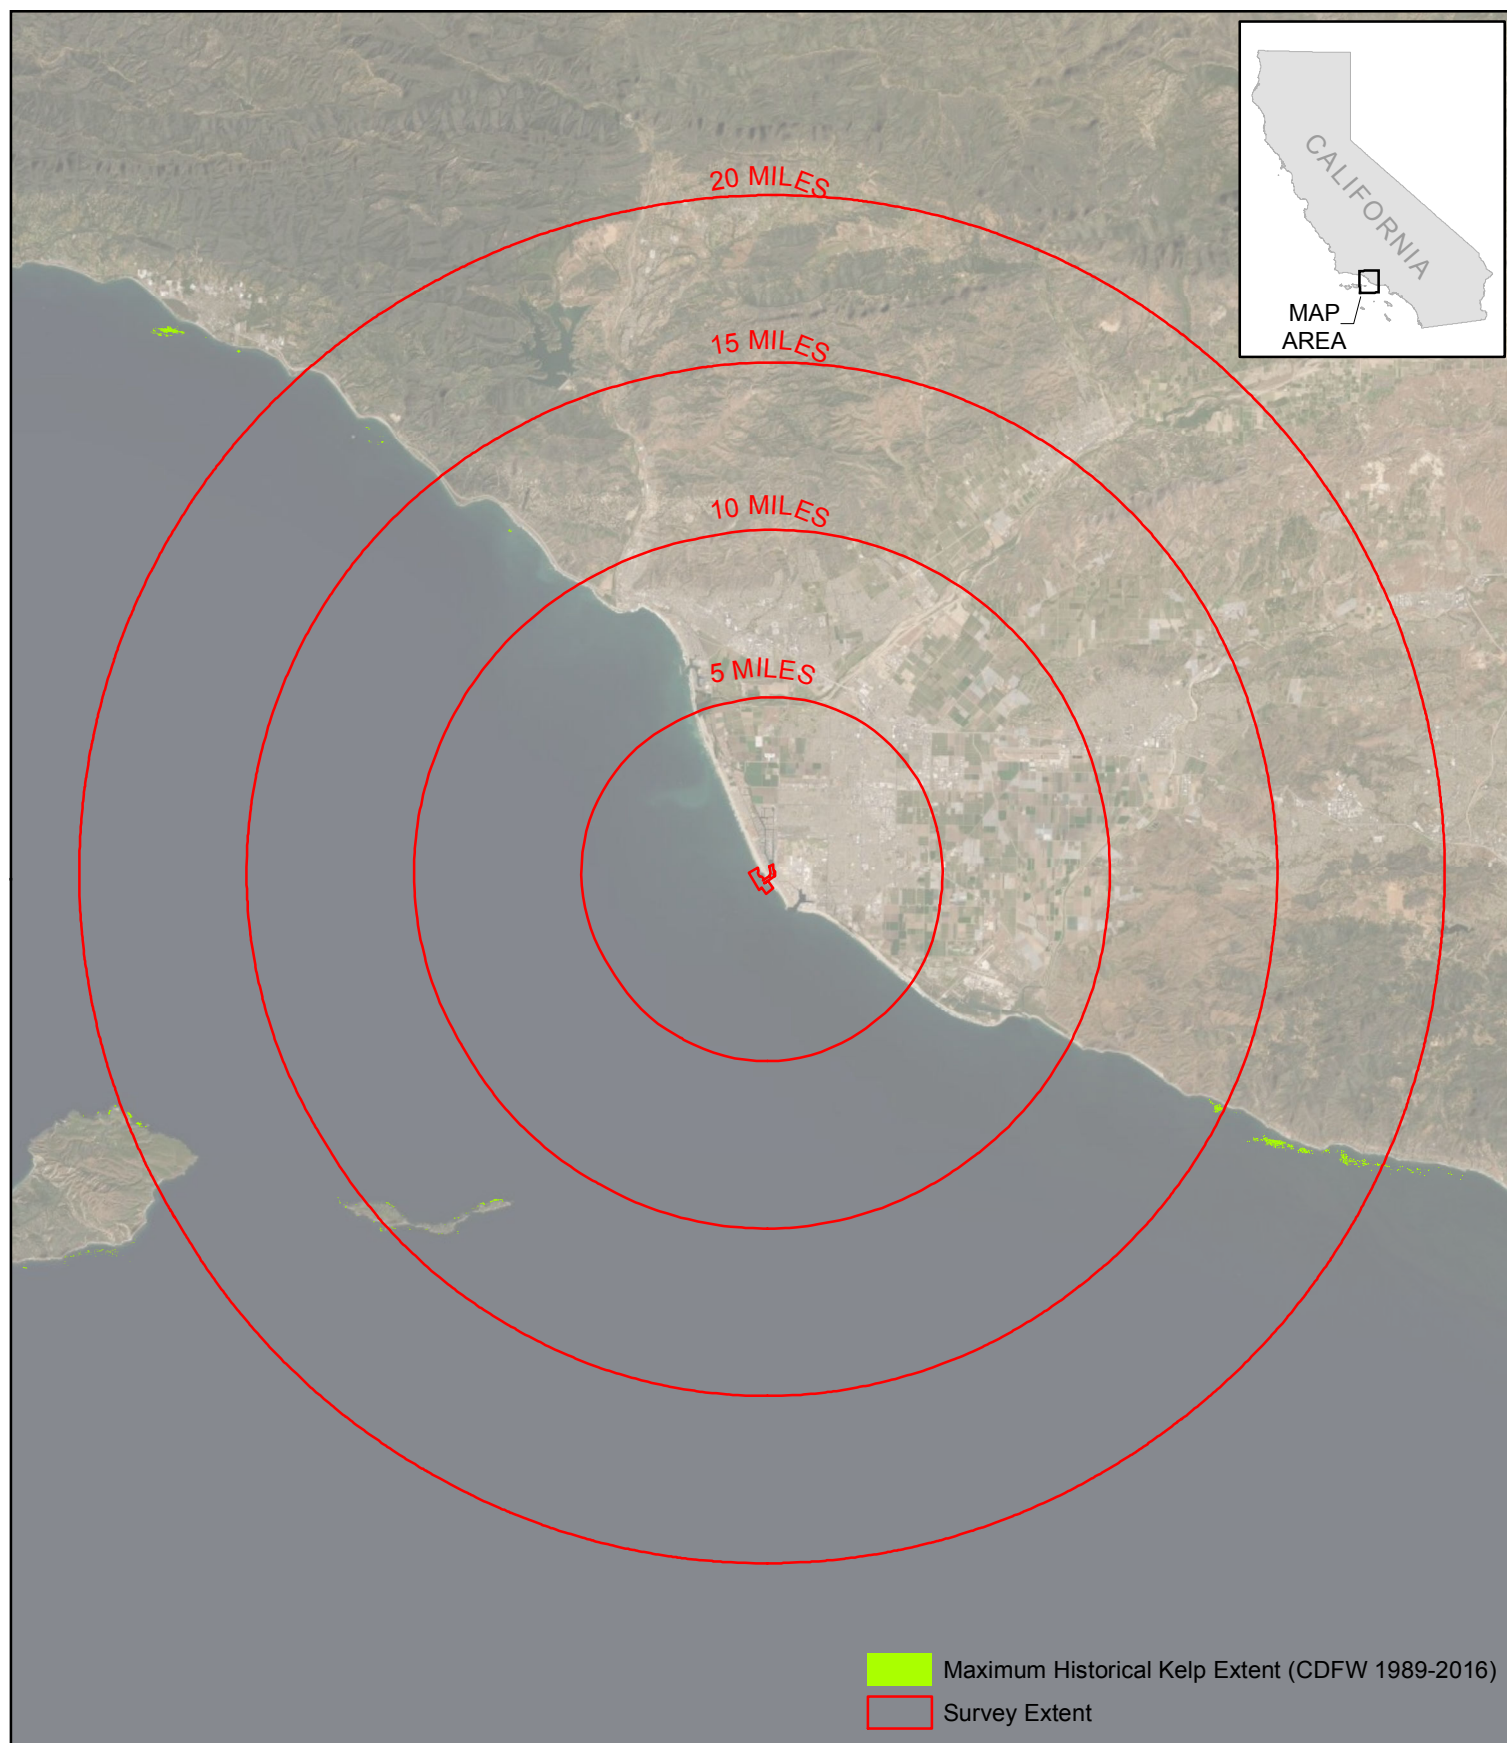 CALIFORNIA
MAP
AREA
20 MILES
15 MILES
10 MILES
5 MILES
Maximum Historical Kelp Extent (CDFW 1989-2016)
Survey Extent